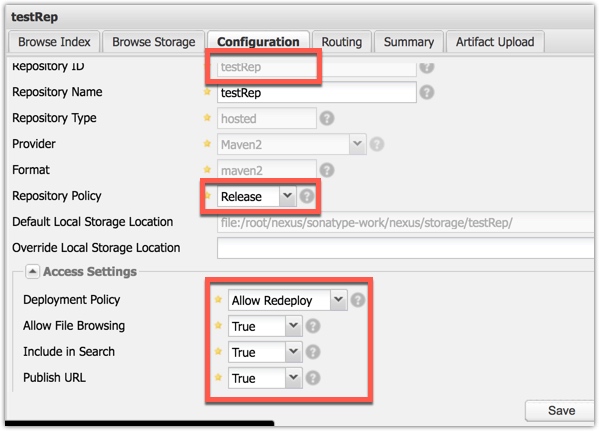 testRep
Browse Index Browse Storage Configuration Routing Summary Artifact Upload
Repository ID testRep
Repository Name testRep
Repository Type hosted
Provider Maven2
Format maven2
Repository Policy Release
Default Local Storage Location file:/root/nexus/sonatype-work/nexus/storage/testRep/
Override Local Storage Location
Access Settings
Deployment Policy Allow Redeploy
Allow File Browsing True
Include in Search True
Publish URL True
Save